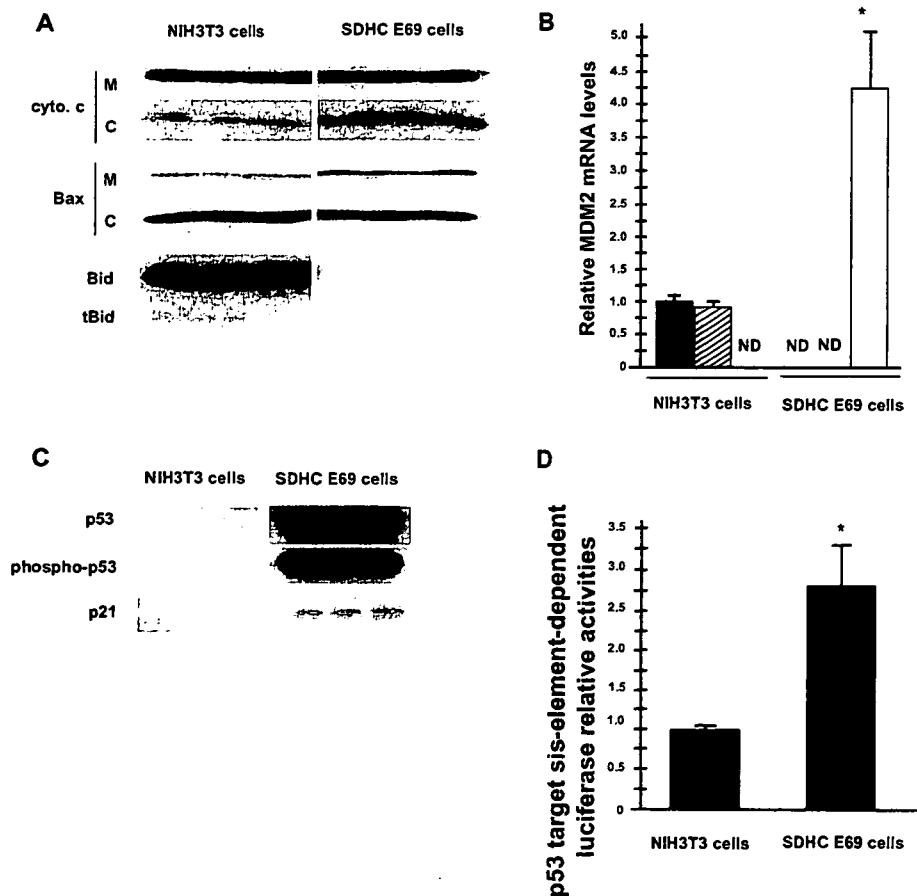 A
NIH3T3 cells
SDHC E69 cells
cyto. c
M
C
Bax
M
C
Bid
tBid
B
*
Relative MDM2 mRNA levels
5.0
4.5
4.0
3.5
3.0
2.5
2.0
1.5
1.0
0.5
0
ND
ND
ND
NIH3T3 cells
SDHC E69 cells
C
NIH3T3 cells
SDHC E69 cells
p53
phospho-p53
p21
D
*
p53 target sis-element-dependent
luciferase relative activities
3.5
3.0
2.5
2.0
1.5
1.0
0.5
0
NIH3T3 cells
SDHC E69 cells